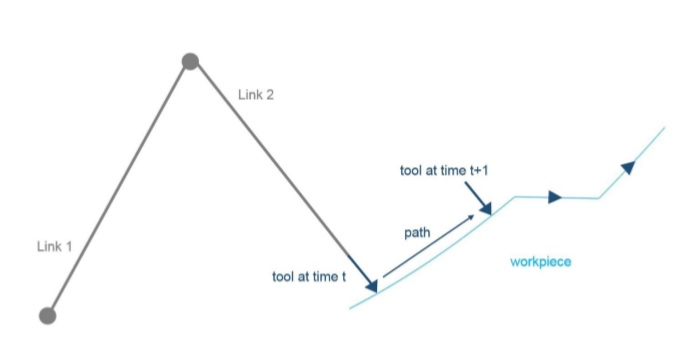 Link 2
tool at time t+1
path
Link 1
workpiece
tool at time t